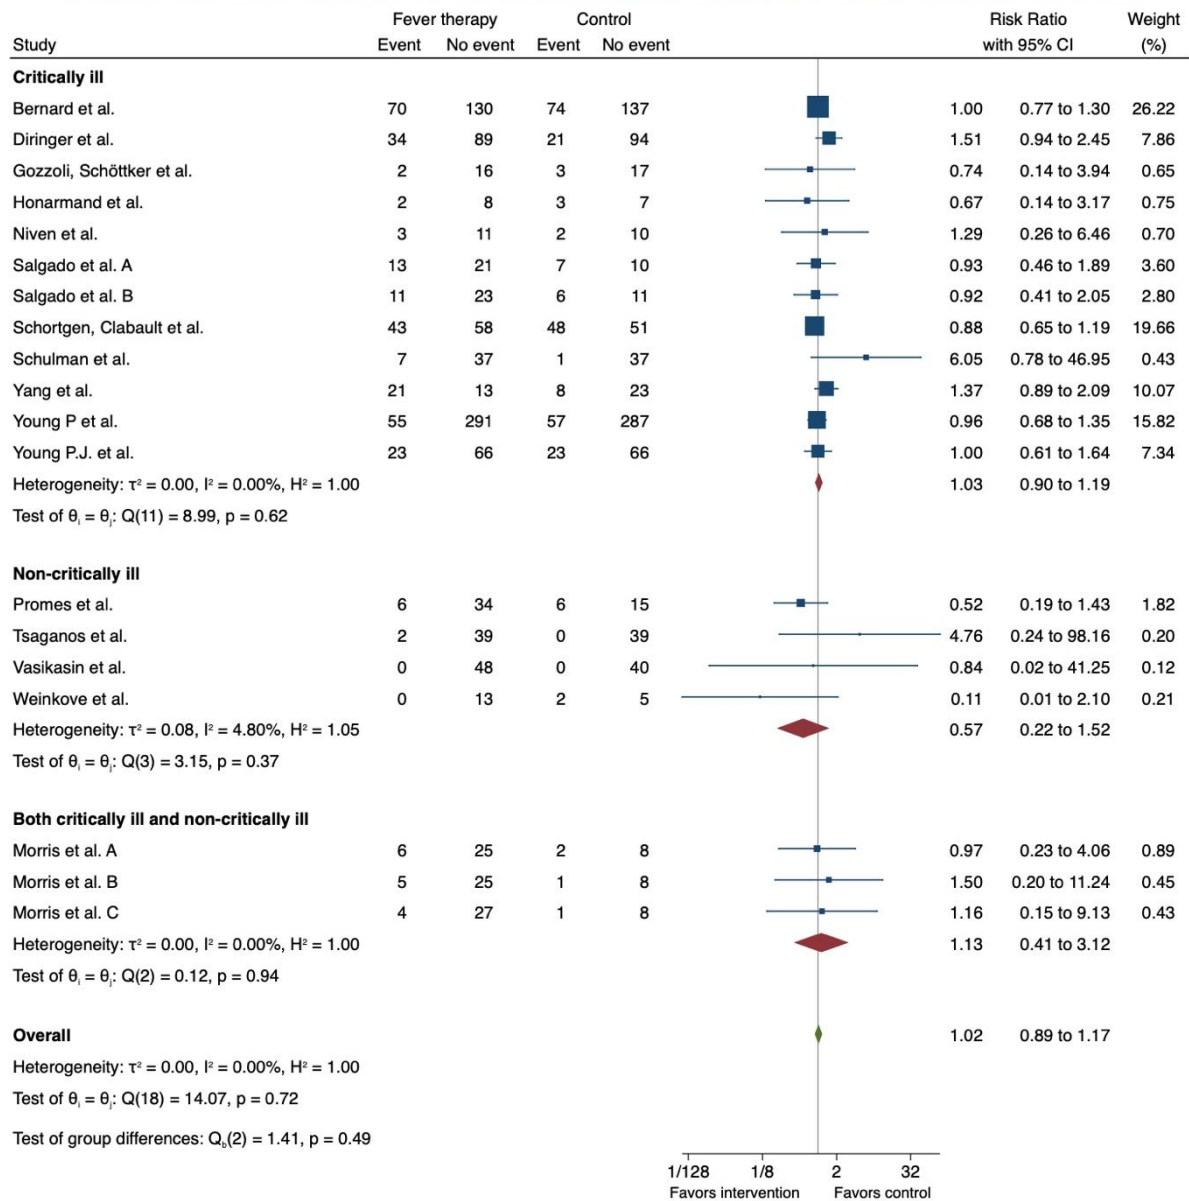 Fever therapy Control Risk Ratio Weight
Study Event No event Event No event with 95% CI (%)
Critically ill
Bernard et al. 70 130 74 137 1.00 0.77 to 1.30 26.22
Diringer et al. 34 89 21 94 1.51 0.94 to 2.45 7.86
Gozzoli, Schöttker et al. 2 16 3 17 0.74 0.14 to 3.94 0.65
Honarmand et al. 2 8 3 7 0.67 0.14 to 3.17 0.75
Niven et al. 3 11 2 10 1.29 0.26 to 6.46 0.70
Salgado et al. A 13 21 7 10 0.93 0.46 to 1.89 3.60
Salgado et al. B 11 23 6 11 0.92 0.41 to 2.05 2.80
Schortgen, Clabault et al. 43 58 48 51 0.88 0.65 to 1.19 19.66
Schulman et al. 7 37 1 37 6.05 0.78 to 46.95 0.43
Yang et al. 21 13 8 23 1.37 0.89 to 2.09 10.07
Young P et al. 55 291 57 287 0.96 0.68 to 1.35 15.82
Young P.J. et al. 23 66 23 66 1.00 0.61 to 1.64 7.34
Heterogeneity: τ² = 0.00, I² = 0.00%, H² = 1.00 1.03 0.90 to 1.19
Test of θᵢ = θⱼ: Q(11) = 8.99, p = 0.62
Non-critically ill
Promes et al. 6 34 6 15 0.52 0.19 to 1.43 1.82
Tsaganos et al. 2 39 0 39 4.76 0.24 to 98.16 0.20
Vasikasin et al. 0 48 0 40 0.84 0.02 to 41.25 0.12
Weinkove et al. 0 13 2 5 0.11 0.01 to 2.10 0.21
Heterogeneity: τ² = 0.08, I² = 4.80%, H² = 1.05 0.57 0.22 to 1.52
Test of θᵢ = θⱼ: Q(3) = 3.15, p = 0.37
Both critically ill and non-critically ill
Morris et al. A 6 25 2 8 0.97 0.23 to 4.06 0.89
Morris et al. B 5 25 1 8 1.50 0.20 to 11.24 0.45
Morris et al. C 4 27 1 8 1.16 0.15 to 9.13 0.43
Heterogeneity: τ² = 0.00, I² = 0.00%, H² = 1.00 1.13 0.41 to 3.12
Test of θᵢ = θⱼ: Q(2) = 0.12, p = 0.94
Overall 1.02 0.89 to 1.17
Heterogeneity: τ² = 0.00, I² = 0.00%, H² = 1.00
Test of θᵢ = θⱼ: Q(18) = 14.07, p = 0.72
Test of group differences: Q_b(2) = 1.41, p = 0.49
1/128 1/8 2 32
Favors intervention Favors control